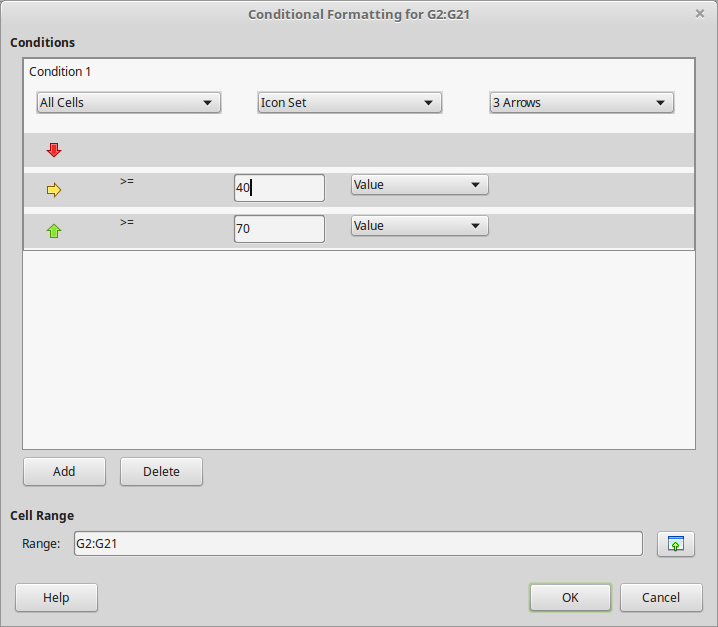 Conditional Formatting for G2:G21
Conditions
Condition 1
All Cells Icon Set 3 Arrows
>= 40 Value
>= 70 Value
Add Delete
Cell Range
Range: G2:G21
Help OK Cancel